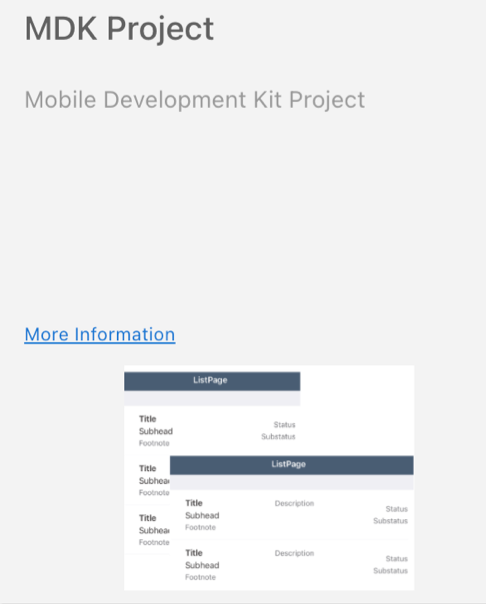 MDK Project
Mobile Development Kit Project
More Information
ListPage
Title
Subhead
Footnote
Status
Substatus
Title
Subhea
Footnote
Title
Subhea
Footnote
ListPage
Title
Subhead
Footnote
Description
Status
Substatus
Title
Subhead
Footnote
Description
Status
Substatus